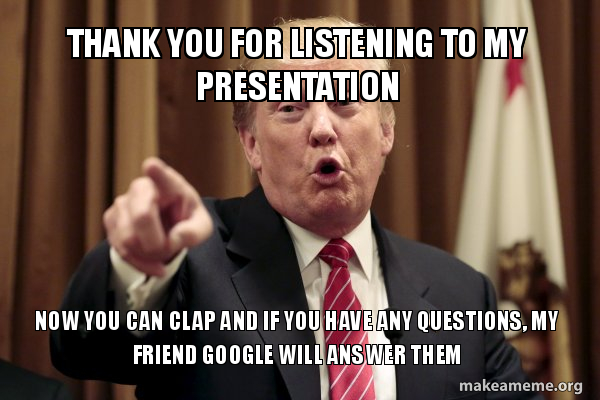 THANK YOU FOR LISTENING TO MY
PRESENTATION
NOW YOU CAN CLAP AND IF YOU HAVE ANY QUESTIONS, MY
FRIEND GOOGLE WILL ANSWER THEM
makeameme.org